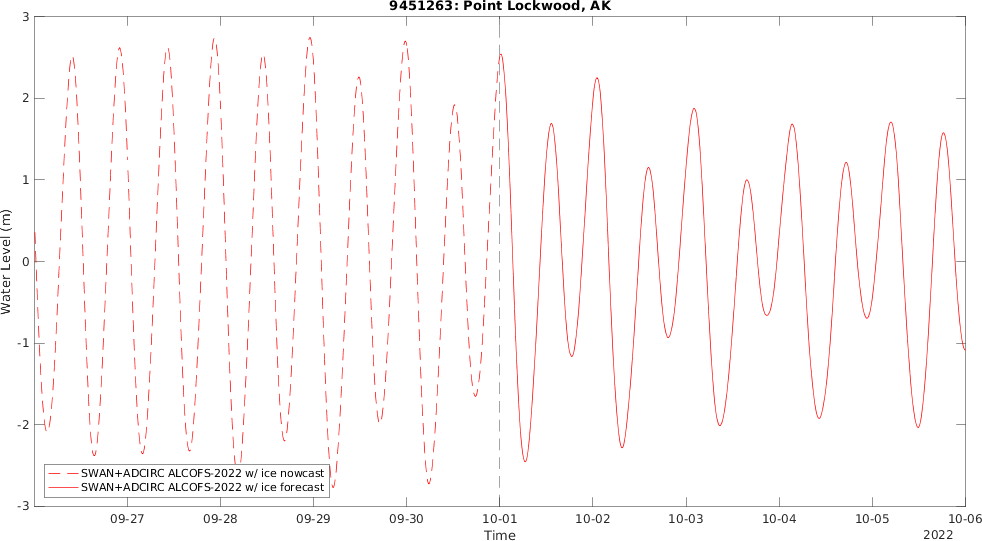 9451263: Point Lockwood, AK
3
2
1
0
-1
-2
-3
Water Level (m)
SWAN+ADCIRC ALCOFS-2022 w/ ice nowcast
SWAN+ADCIRC ALCOFS-2022 w/ ice forecast
09-27 09-28 09-29 09-30 10-01 10-02 10-03 10-04 10-05 10-06
Time
2022